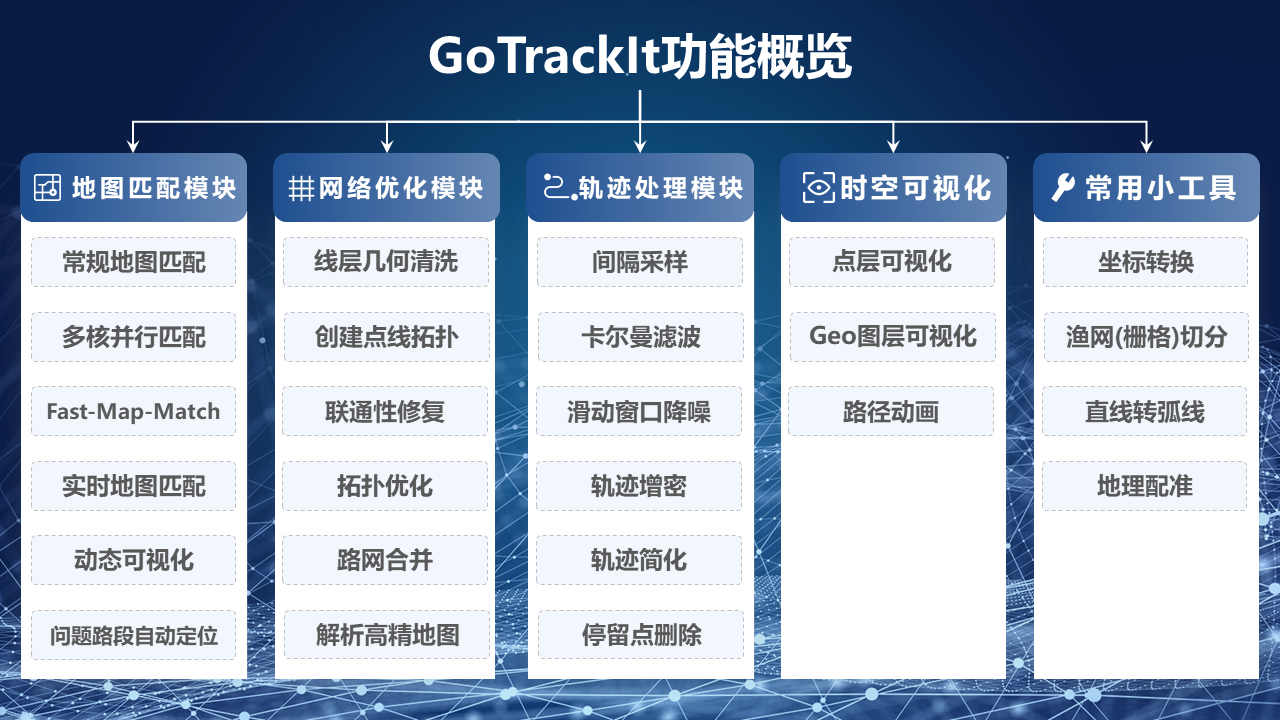 GoTrackIt功能概览
地图匹配模块
常规地图匹配
多核并行匹配
Fast-Map-Match
实时地图匹配
动态可视化
问题路段自动定位
网络优化模块
线层几何清洗
创建点线拓扑
联通性修复
拓扑优化
路网合并
解析高精地图
轨迹处理模块
间隔采样
卡尔曼滤波
滑动窗口降噪
轨迹增密
轨迹简化
停留点删除
时空可视化
点层可视化
Geo图层可视化
路径动画
常用小工具
坐标转换
渔网(栅格)切分
直线转弧线
地理配准